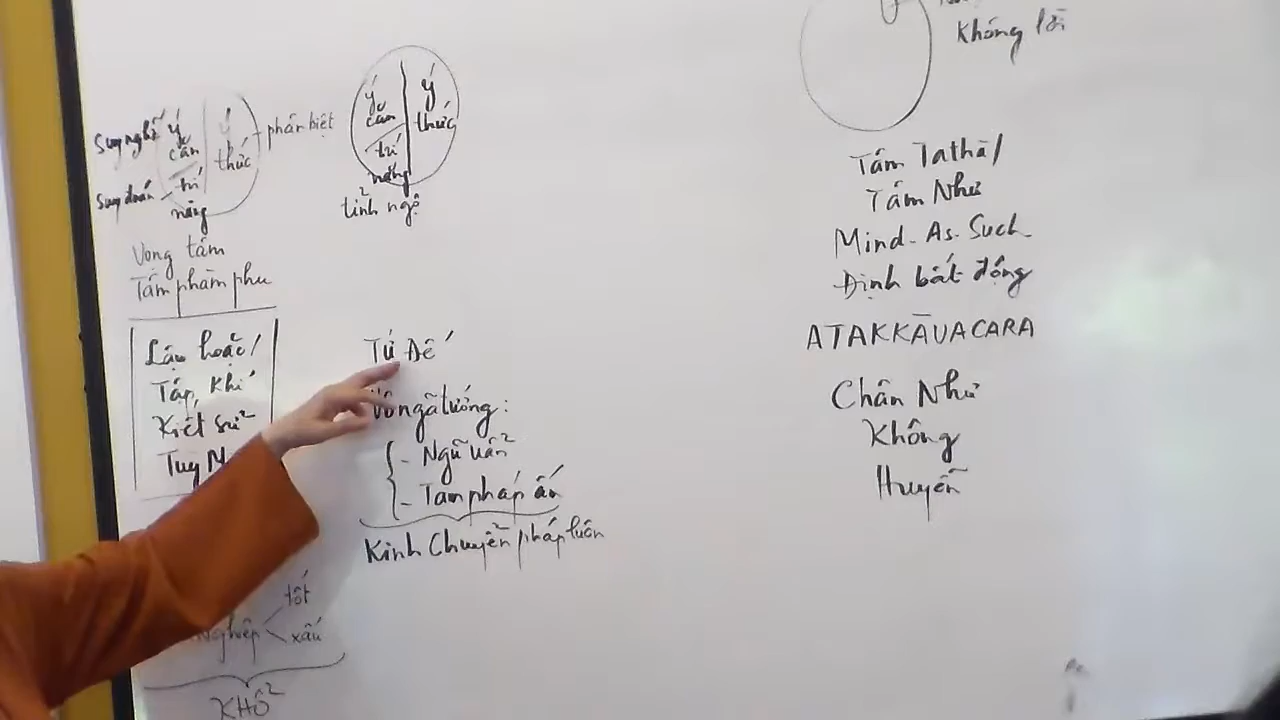 Suy nghĩ
Suy đoán
ý căn
trí năng
ý thức
phân biệt
Vọng tâm
Tâm phàm phu
Lậu hoặc/
Tập, Khí
Kiết sử
Tuy M
Nghiệp
tốt
xấu
KHỔ
ý căn
trí năng
ý thức
tỉnh ngộ
Tứ Đế
Vô ngã tướng:
- Ngũ uẩn
- Tam pháp ấn
Kinh Chuyển pháp luân
Không lời
Tâm Tathā/
Tâm Như
Mind-As-Such
Định bất động
ATAKKĀVACARA
Chân Như
Không
Huyễn